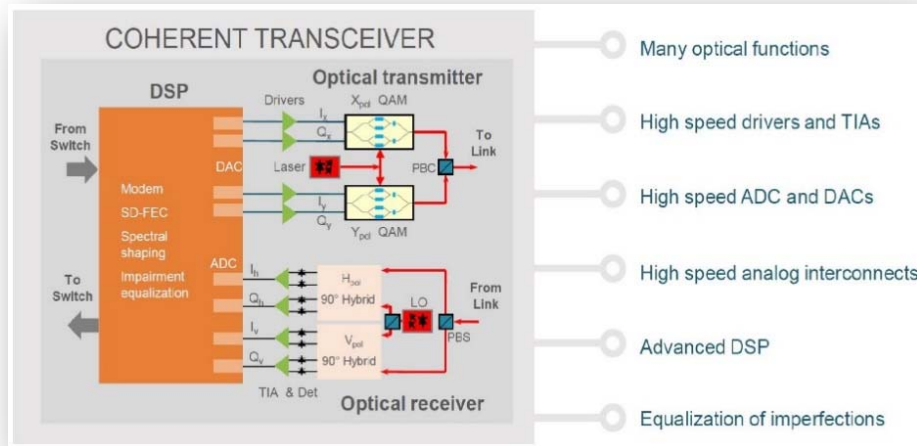 COHERENT TRANSCEIVER
DSP
Optical transmitter
Drivers
Xpol QAM
Ix
Qx
From
Switch
To
Link
DAC
Laser
PBC
Modem
SD-FEC
Spectral
shaping
Impairment
equalization
Iy
Qy
Ypol QAM
ADC
Ih
Qh
Hpol
90° Hybrid
To
Switch
From
Link
LO
PBS
Iv
Qv
Vpol
90° Hybrid
TIA & Det
Optical receiver
Many optical functions
High speed drivers and TIAs
High speed ADC and DACs
High speed analog interconnects
Advanced DSP
Equalization of imperfections